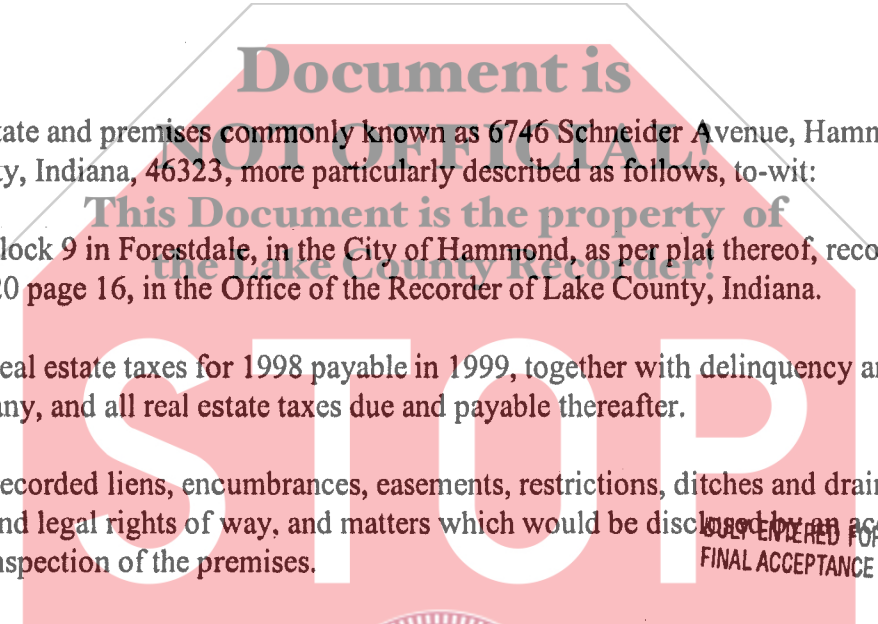 Document is
tate and premises commonly known as 6746 Schneider Avenue, Hamm
NOT OFFICIAL!
ty, Indiana, 46323, more particularly described as follows, to-wit:
This Document is the property of
lock 9 in Forestdale, in the City of Hammond, as per plat thereof, reco
the Lake County Recorder!
20 page 16, in the Office of the Recorder of Lake County, Indiana.
eal estate taxes for 1998 payable in 1999, together with delinquency an
any, and all real estate taxes due and payable thereafter.
STOP
ecorded liens, encumbrances, easements, restrictions, ditches and drain
nd legal rights of way, and matters which would be disclosed by an acc
DULY ENTERED FOR
nspection of the premises.
FINAL ACCEPTANCE